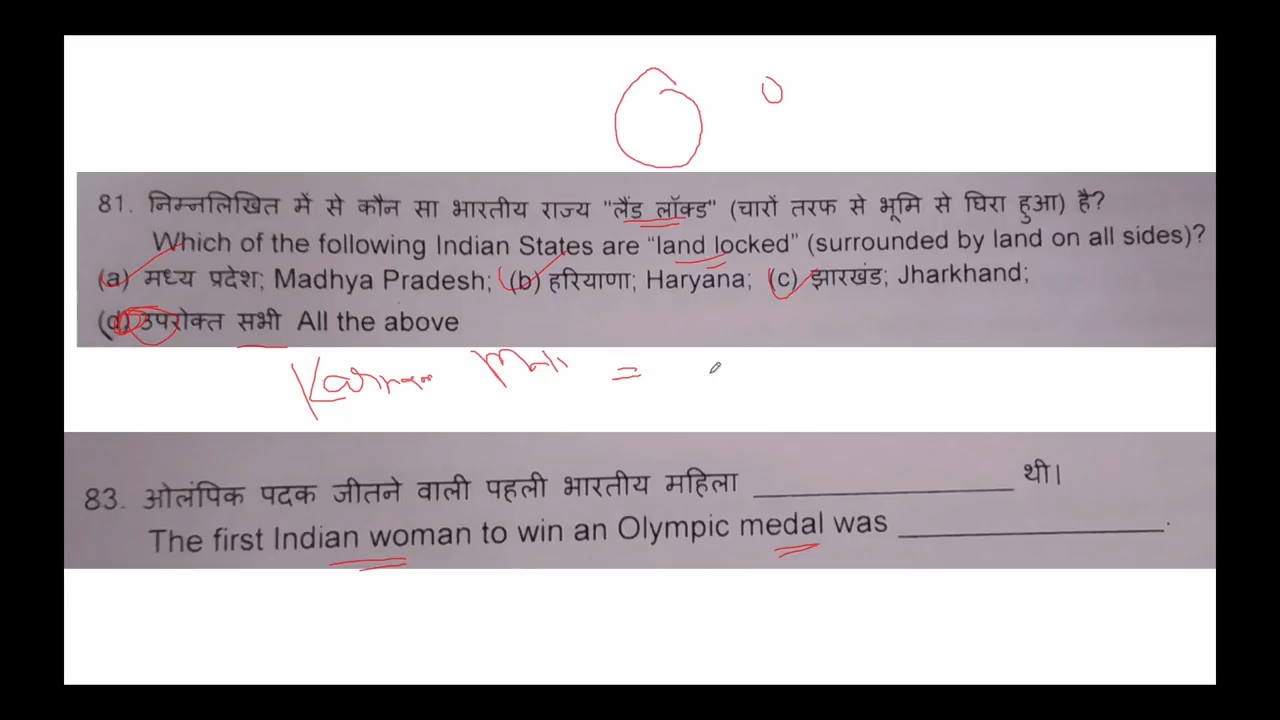 81. निम्नलिखित में से कौन सा भारतीय राज्य "लैंड लॉक्ड" (चारों तरफ से भूमि से घिरा हुआ) है?
Which of the following Indian States are "land locked" (surrounded by land on all sides)?
(a) मध्य प्रदेश; Madhya Pradesh; (b) हरियाणा; Haryana; (c) झारखंड; Jharkhand;
(d) उपरोक्त सभी All the above
=
83. ओलंपिक पदक जीतने वाली पहली भारतीय महिला ____________ थी।
The first Indian woman to win an Olympic medal was ____________.